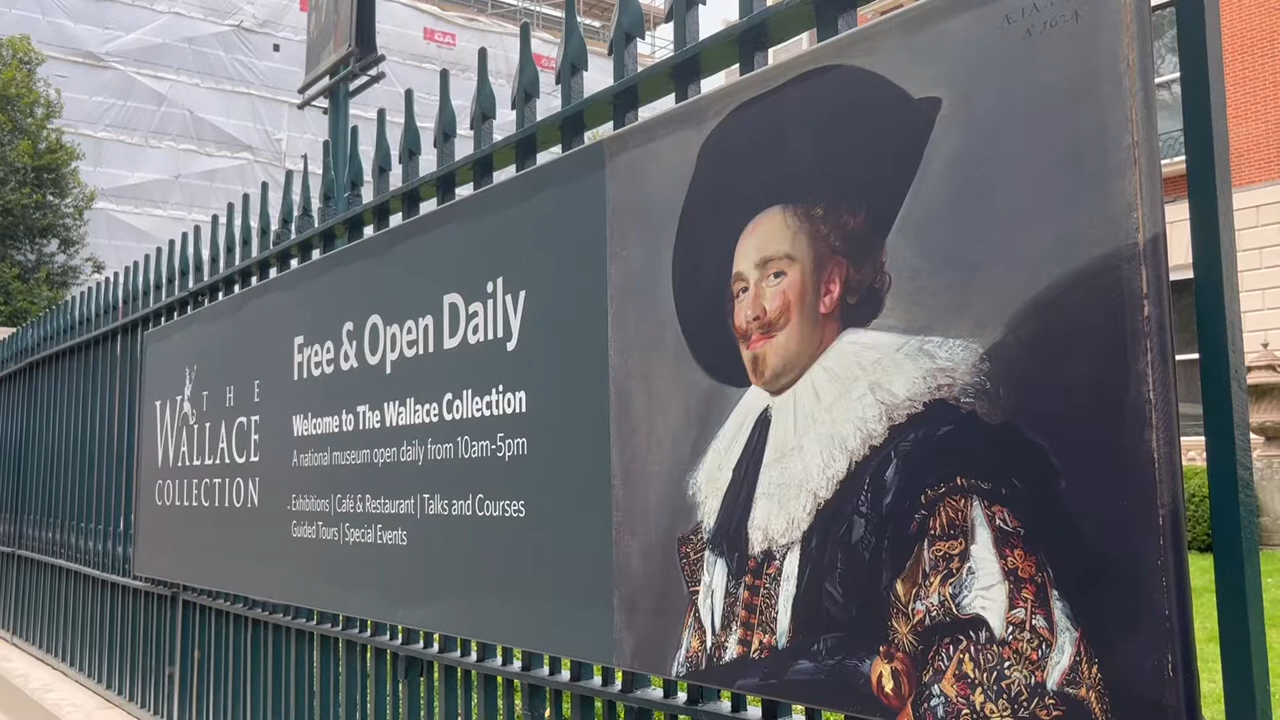 GA
THE
WALLACE
COLLECTION
Free & Open Daily
Welcome to The Wallace Collection
A national museum open daily from 10am-5pm
Exhibitions | Café & Restaurant | Talks and Courses
Guided Tours | Special Events